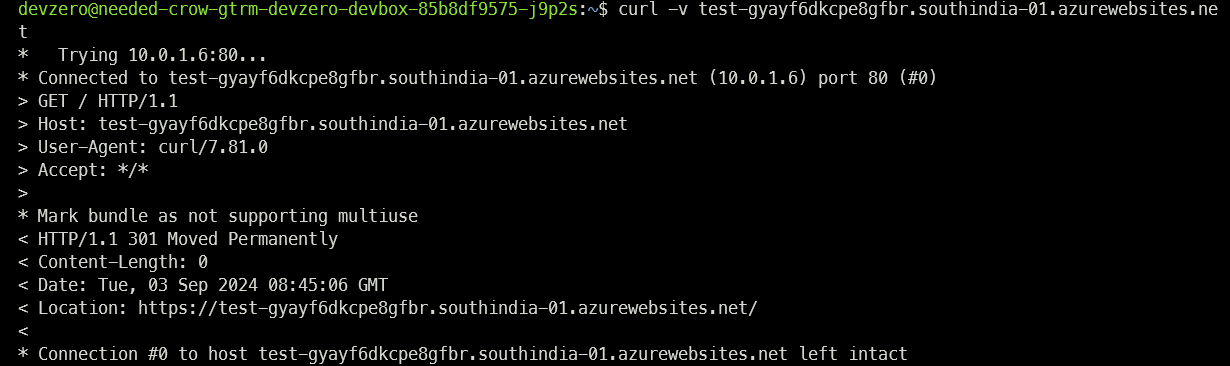 devzero@needed-crow-gtrm-devzero-devbox-85b8df9575-j9p2s:~$ curl -v test-gyayf6dkcpe8gfbr.southindia-01.azurewebsites.ne
t
*   Trying 10.0.1.6:80...
* Connected to test-gyayf6dkcpe8gfbr.southindia-01.azurewebsites.net (10.0.1.6) port 80 (#0)
> GET / HTTP/1.1
> Host: test-gyayf6dkcpe8gfbr.southindia-01.azurewebsites.net
> User-Agent: curl/7.81.0
> Accept: */*
>
* Mark bundle as not supporting multiuse
< HTTP/1.1 301 Moved Permanently
< Content-Length: 0
< Date: Tue, 03 Sep 2024 08:45:06 GMT
< Location: https://test-gyayf6dkcpe8gfbr.southindia-01.azurewebsites.net/
<
* Connection #0 to host test-gyayf6dkcpe8gfbr.southindia-01.azurewebsites.net left intact